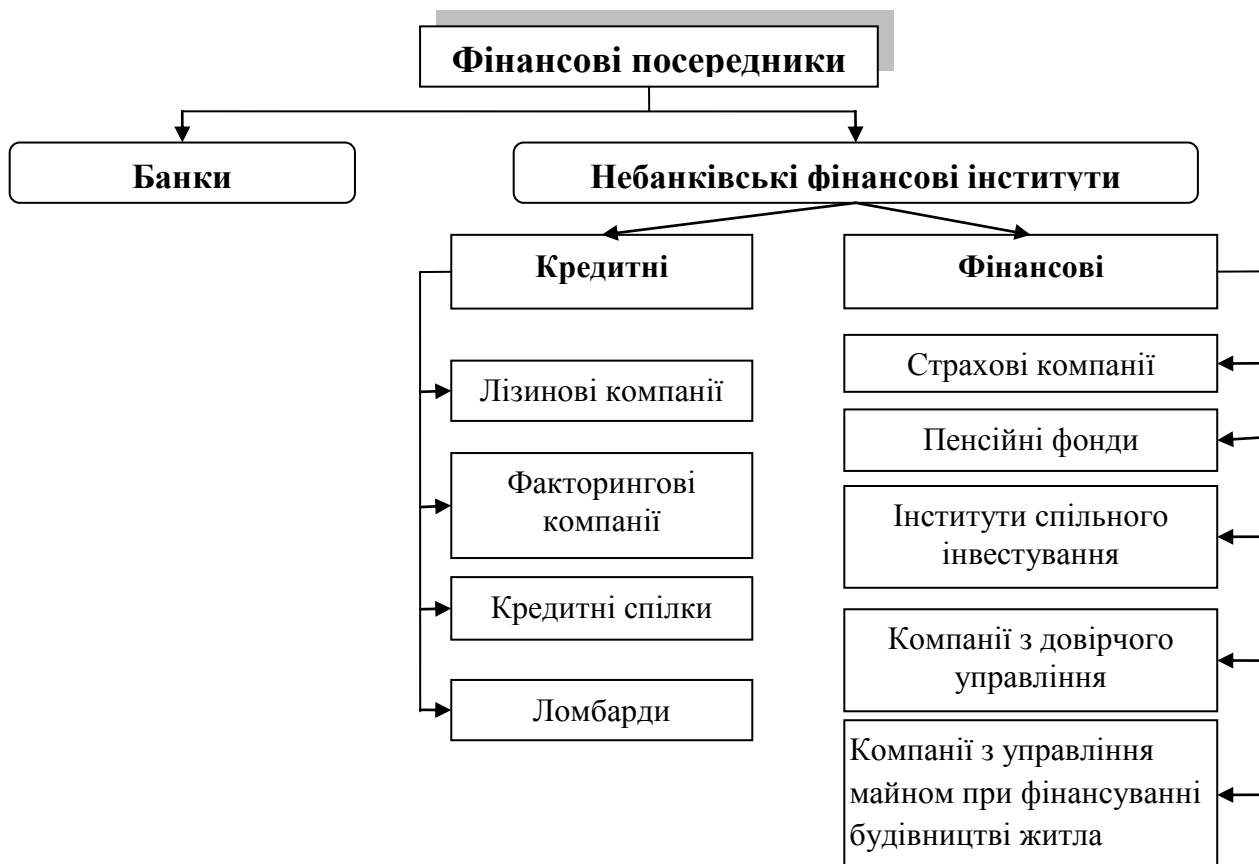 Фінансові посередники
Банки
Небанківські фінансові інститути
Кредитні
Фінансові
Лізинові компанії
Факторингові
компанії
Кредитні спілки
Ломбарди
Страхові компанії
Пенсійні фонди
Інститути спільного
інвестування
Компанії з довірчого
управління
Компанії з управління
майном при фінансуванні
будівництві житла